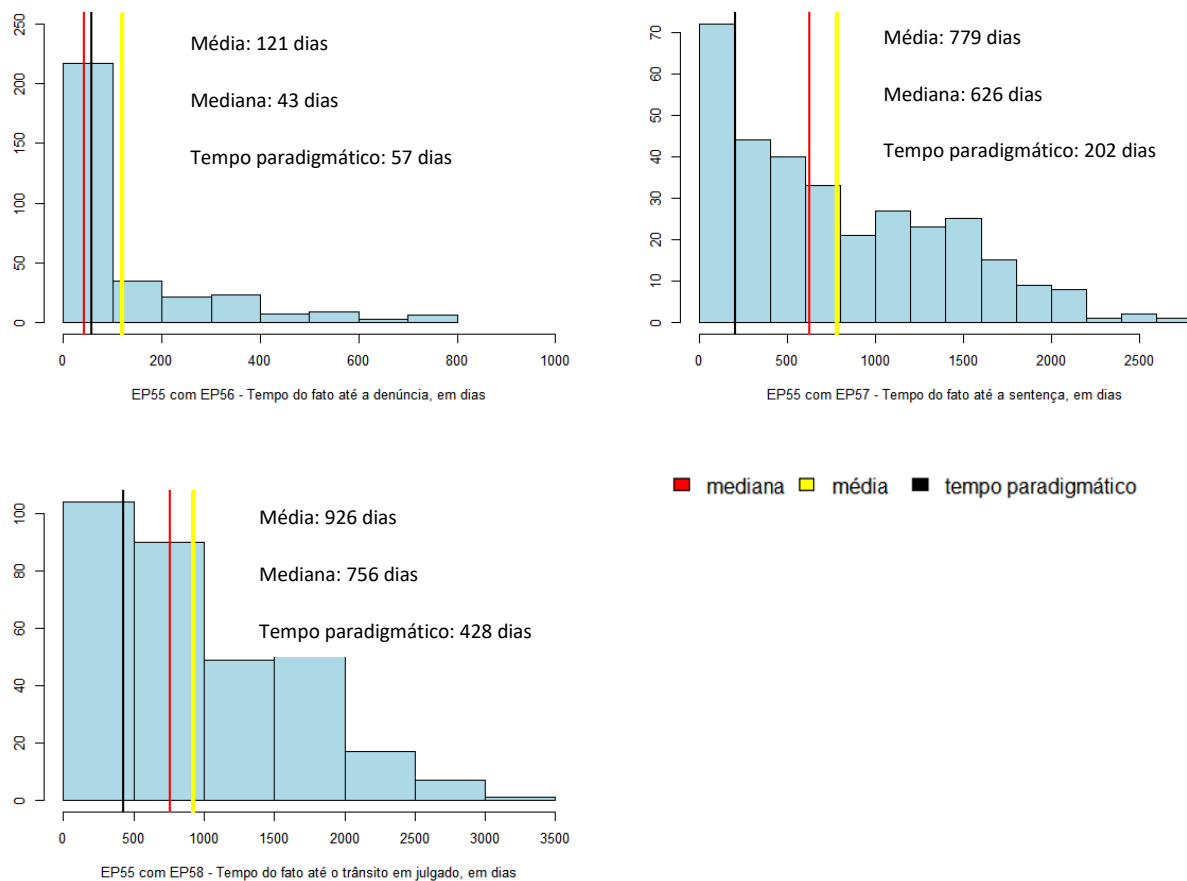 250
200
150
100
50
0
Média: 121 dias
Mediana: 43 dias
Tempo paradigmático: 57 dias
0 200 400 600 800 1000
EP55 com EP56 - Tempo do fato até a denúncia, em dias
70
60
50
40
30
20
10
0
Média: 779 dias
Mediana: 626 dias
Tempo paradigmático: 202 dias
0 500 1000 1500 2000 2500
EP55 com EP57 - Tempo do fato até a sentença, em dias
100
80
60
40
20
0
Média: 926 dias
Mediana: 756 dias
Tempo paradigmático: 428 dias
0 500 1000 1500 2000 2500 3000 3500
EP55 com EP58 - Tempo do fato até o trânsito em julgado, em dias
mediana média tempo paradigmático